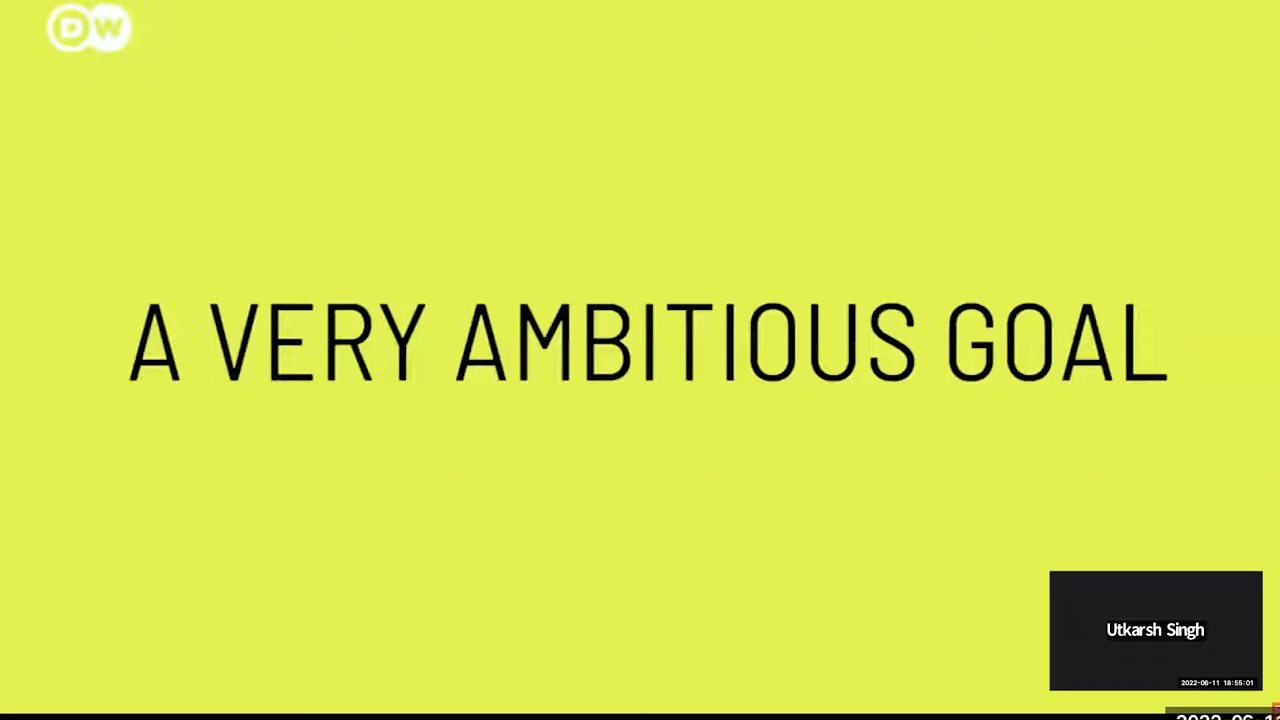 DW
A VERY AMBITIOUS GOAL
Utkarsh Singh
2022-06-11 18:55:01